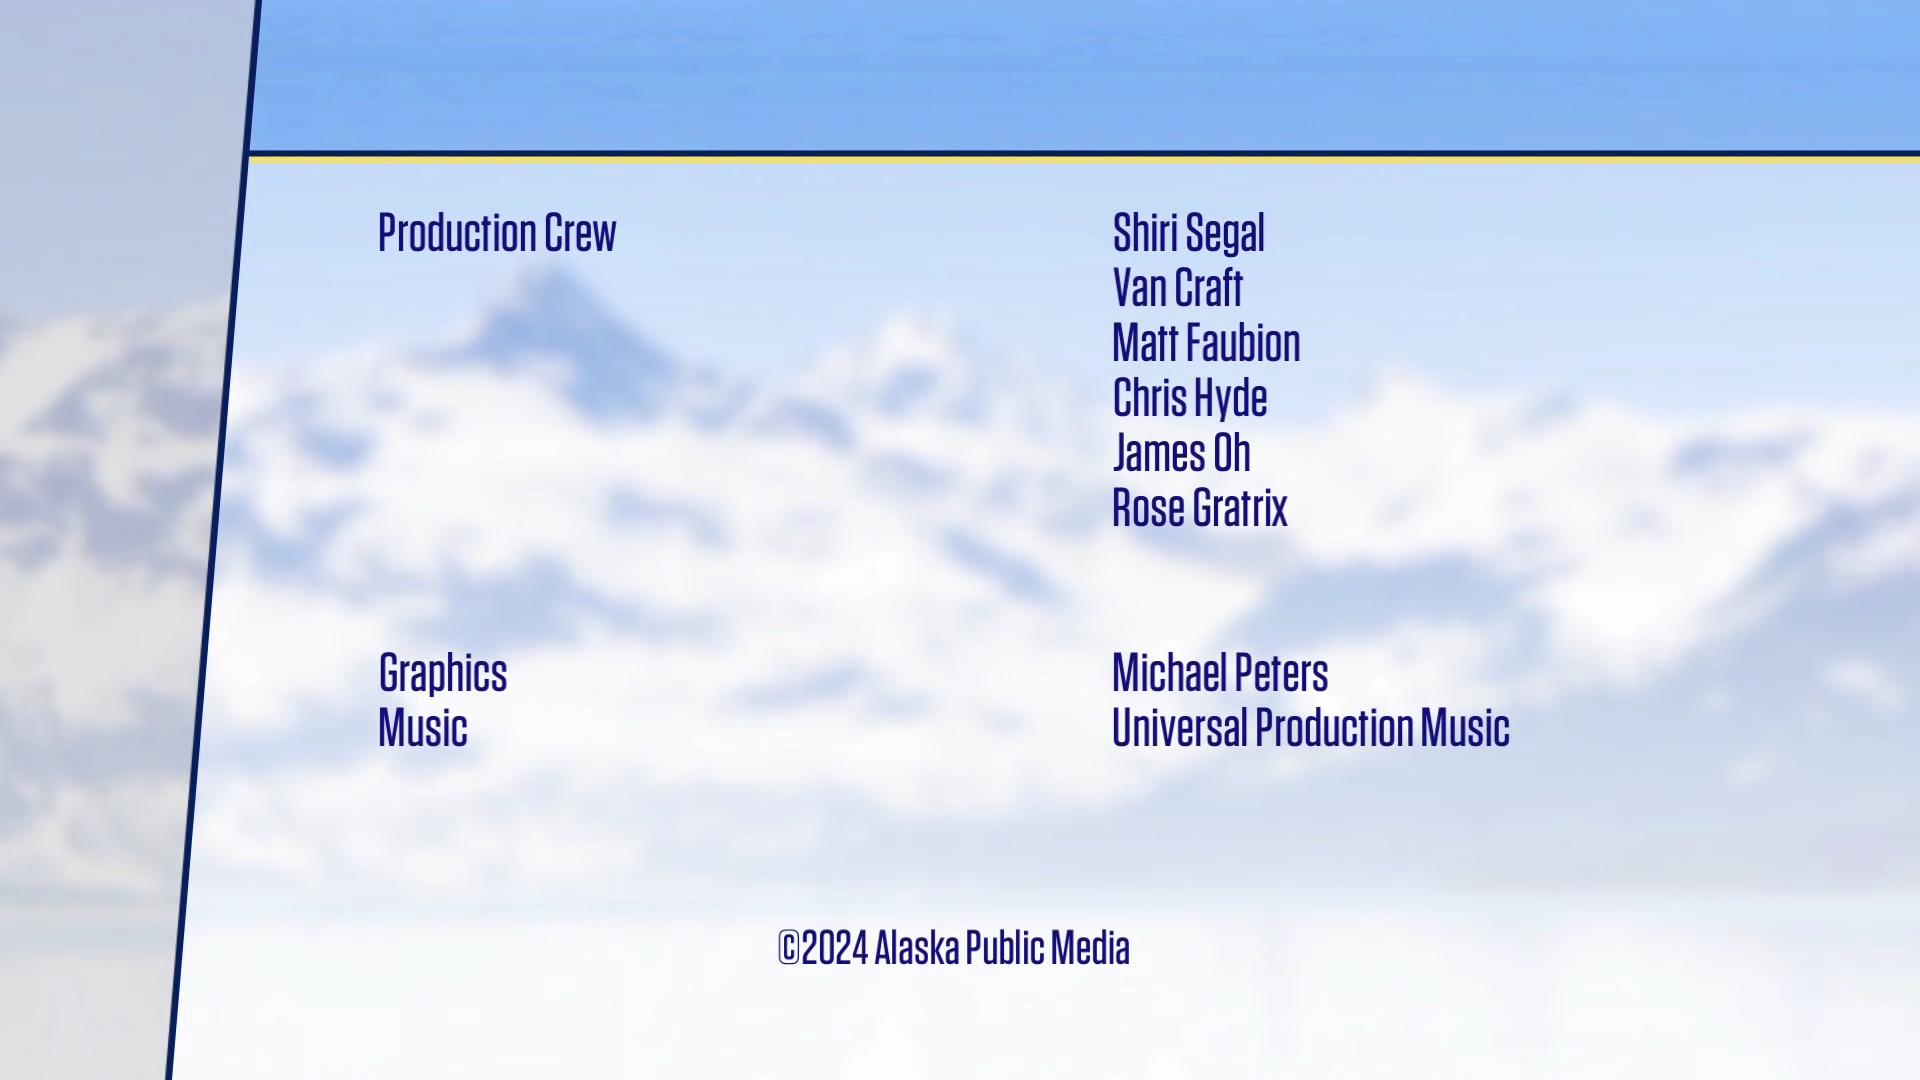 Production Crew Shiri Segal
Van Craft
Matt Faubion
Chris Hyde
James Oh
Rose Gratrix
Graphics Michael Peters
Music Universal Production Music
©2024 Alaska Public Media